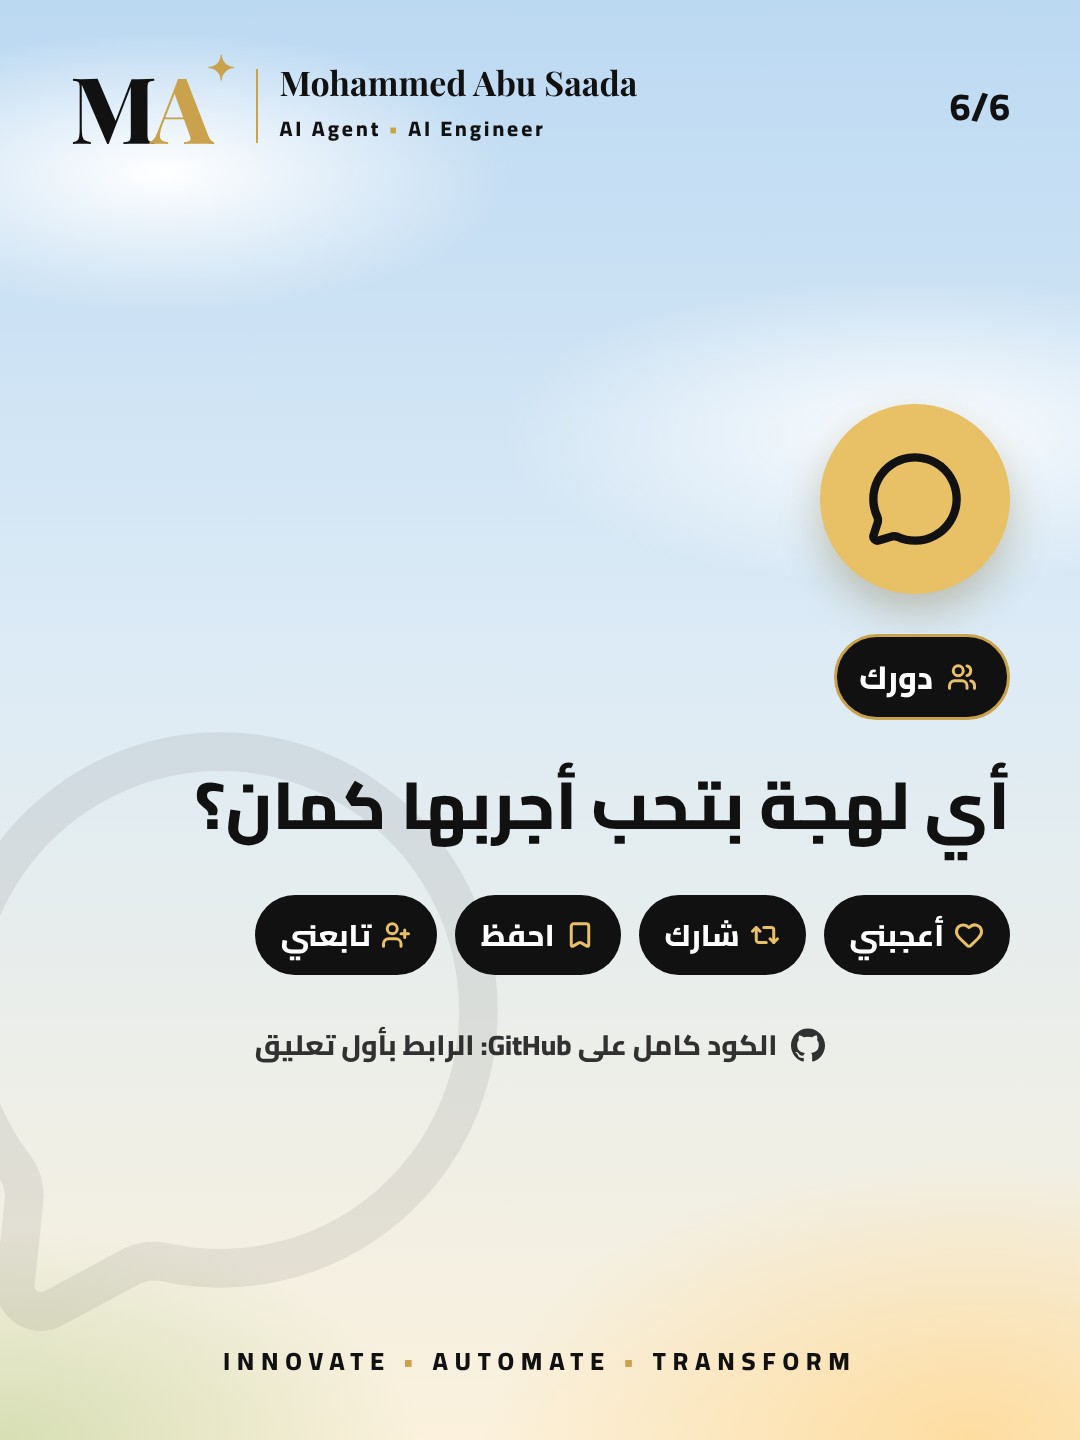 MA
Mohammed Abu Saada
AI Agent ▪ AI Engineer
6/6
دورك
أي لهجة بتحب أجربها كمان؟
أعجبني
شارك
احفظ
تابعني
الكود كامل على GitHub: الرابط بأول تعليق
INNOVATE ▪ AUTOMATE ▪ TRANSFORM